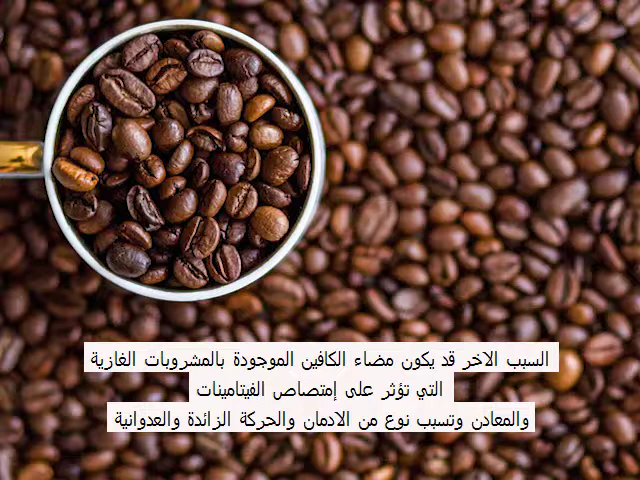 السبب الاخر قد يكون مضاء الكافين الموجودة بالمشروبات الغازية
التي تؤثر على إمتصاص الفيتامينات
والمعادن وتسبب نوع من الادمان والحركة الزائدة والعدوانية